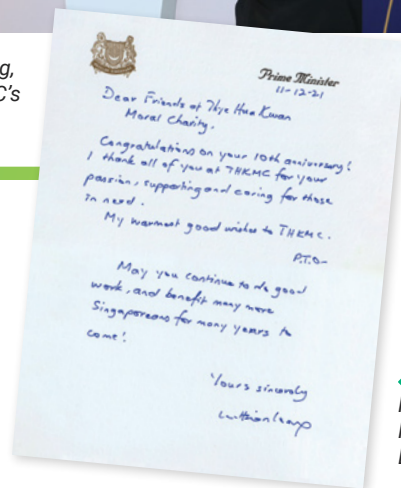 g,
C's
Prime Minister
11-12-21
Dear Friends at Thye Hua Kwan
Moral Charity.
Congratulations on your 10th anniversary!
I thank all of you at THKMC for your
passion, supporting and caring for those
in need.
My warmest good wishes to THKMC.
P.T.O-
May you continue to do good
work, and benefit many more
Singaporeans for many years to
come!
Yours sincerely